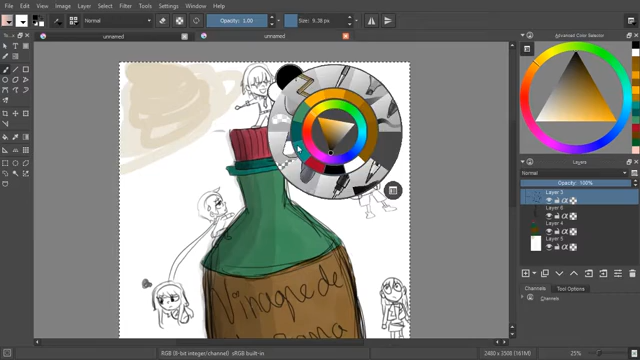 File Edit View Image Layer Select Filter Tools Settings Window Help
Normal Opacity: 1.00 Size: 9.38 px
unnamed unnamed
Advanced Color Selector
Layers
Normal
Opacity: 100%
Layer 3
Layer 6
Layer 4
Layer 5
Channels Tool Options
Channels
Vinagre de
RGB (8-bit integer/channel) sRGB built-in 2480 x 3508 (161M) 25%